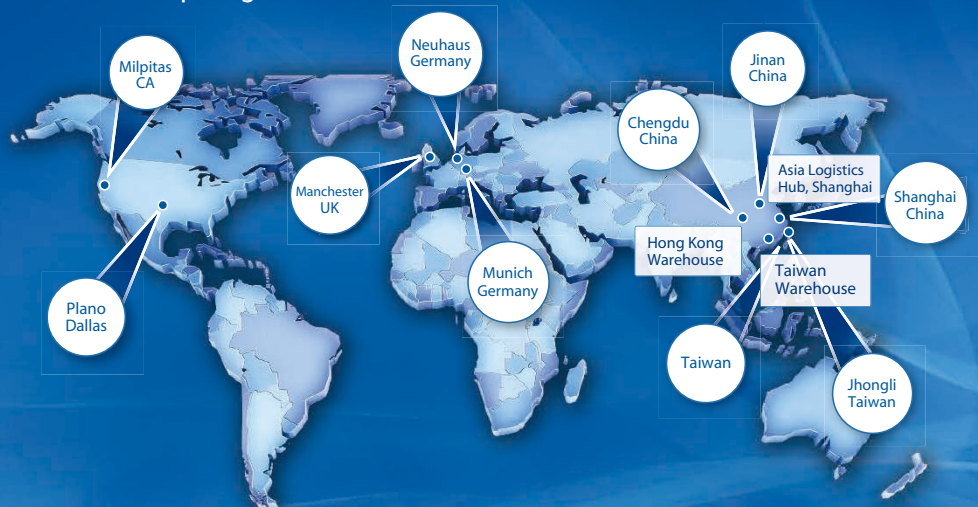 Neuhaus
Germany
Milpitas
CA
Jinan
China
Chengdu
China
Asia Logistics
Hub, Shanghai
Shanghai
China
Manchester
UK
Hong Kong
Warehouse
Munich
Germany
Taiwan
Warehouse
Plano
Dallas
Taiwan
Jhongli
Taiwan